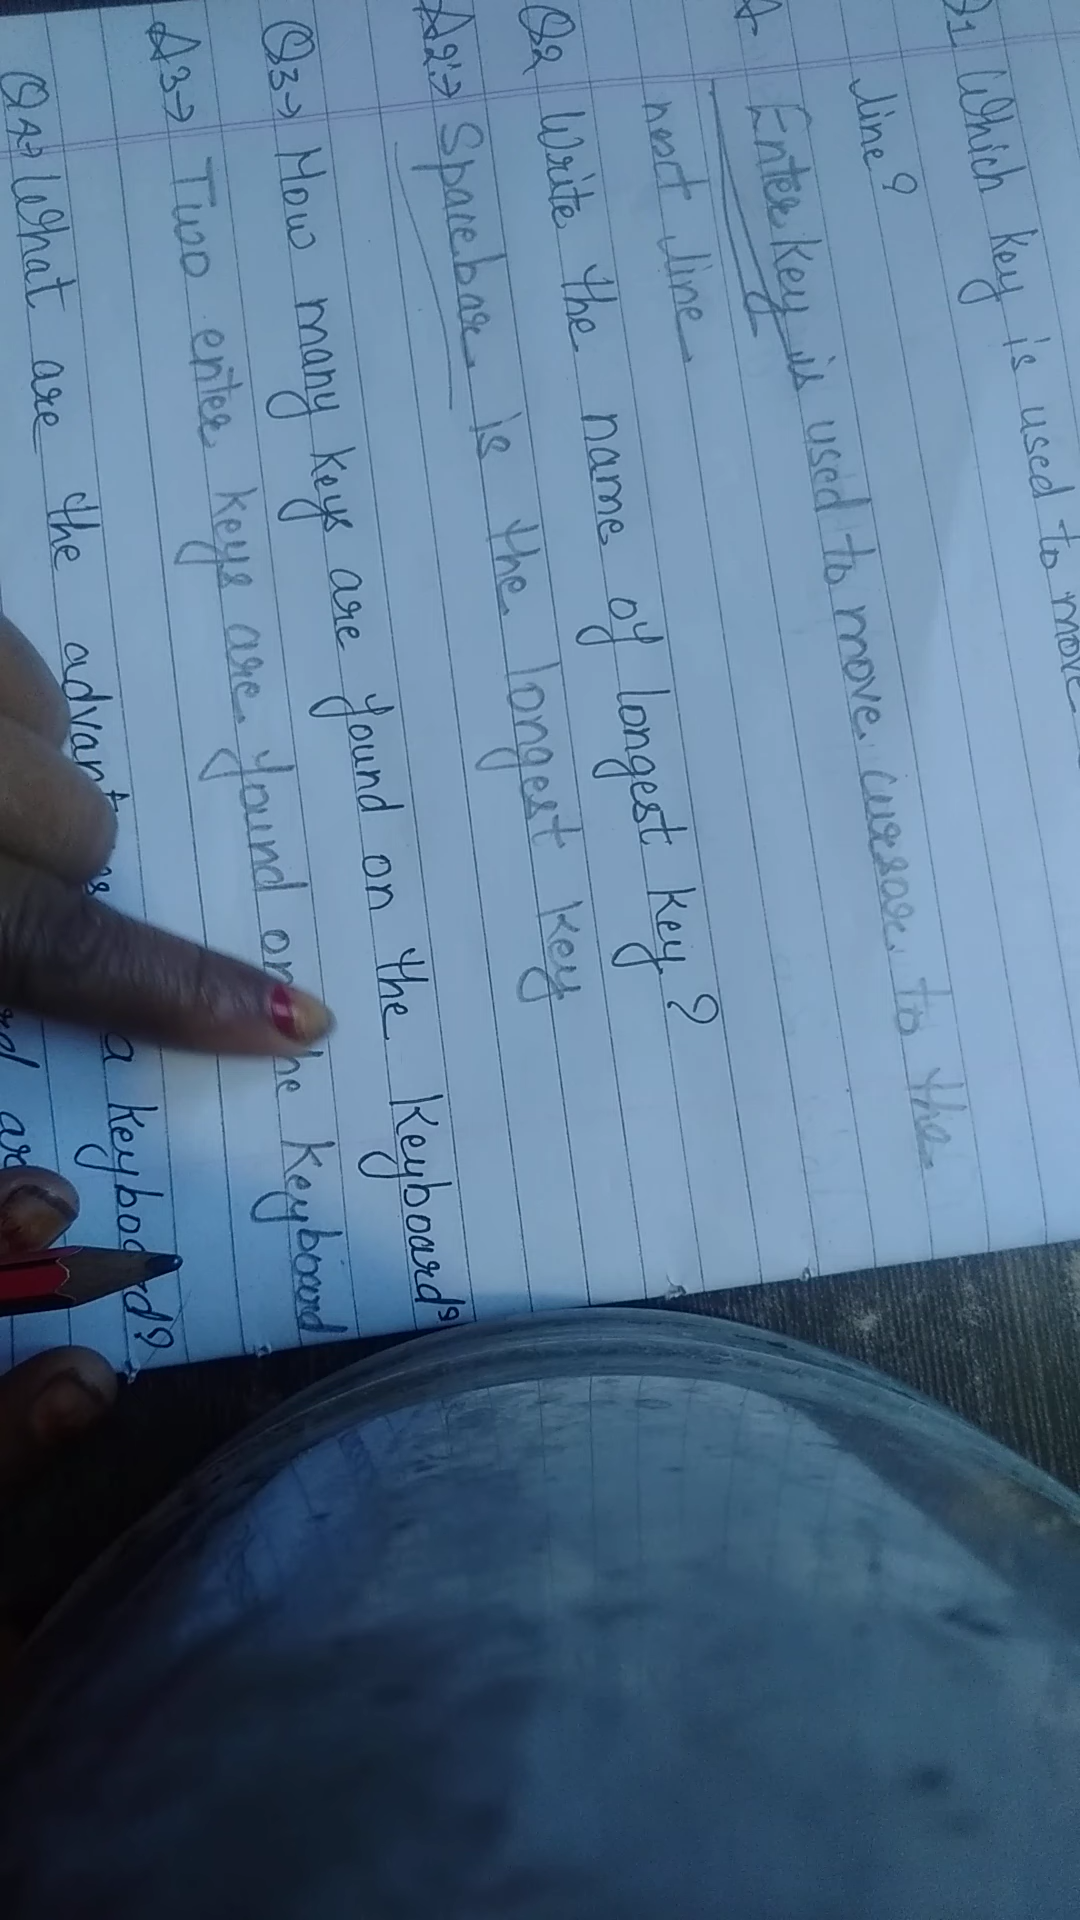 Q1 Which key is used to move
line?
A. Enter key is used to move cursar to the
next line.
Q2 Write the name of longest key?
A2:→ Spacebar is the longest key
Q3→ How many keys are found on the keyboard?
A3→ Two enter keys are found on the keyboard
Q4→ What are the a keyboard?